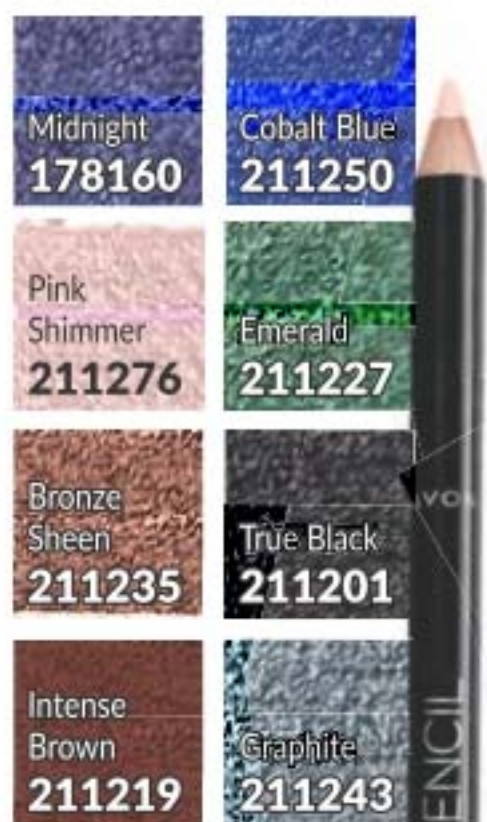 Midnight
178160
Cobalt Blue
211250
Pink
Shimmer
211276
Emerald
211227
Bronze
Sheen
211235
True Black
211201
Intense
Brown
211219
Graphite
211243